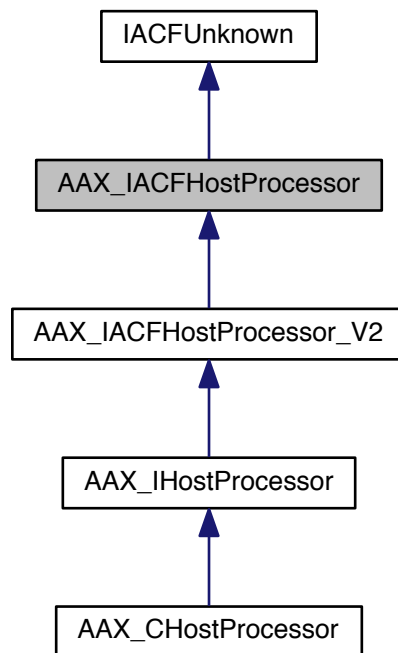 IACFUnknown
AAX_IACFHostProcessor
AAX_IACFHostProcessor_V2
AAX_IHostProcessor
AAX_CHostProcessor